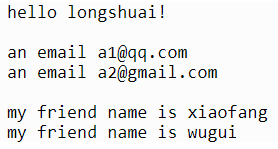 hello longshuai!
an email a1@qq.com
an email a2@gmail.com
my friend name is xiaofang
my friend name is wugui